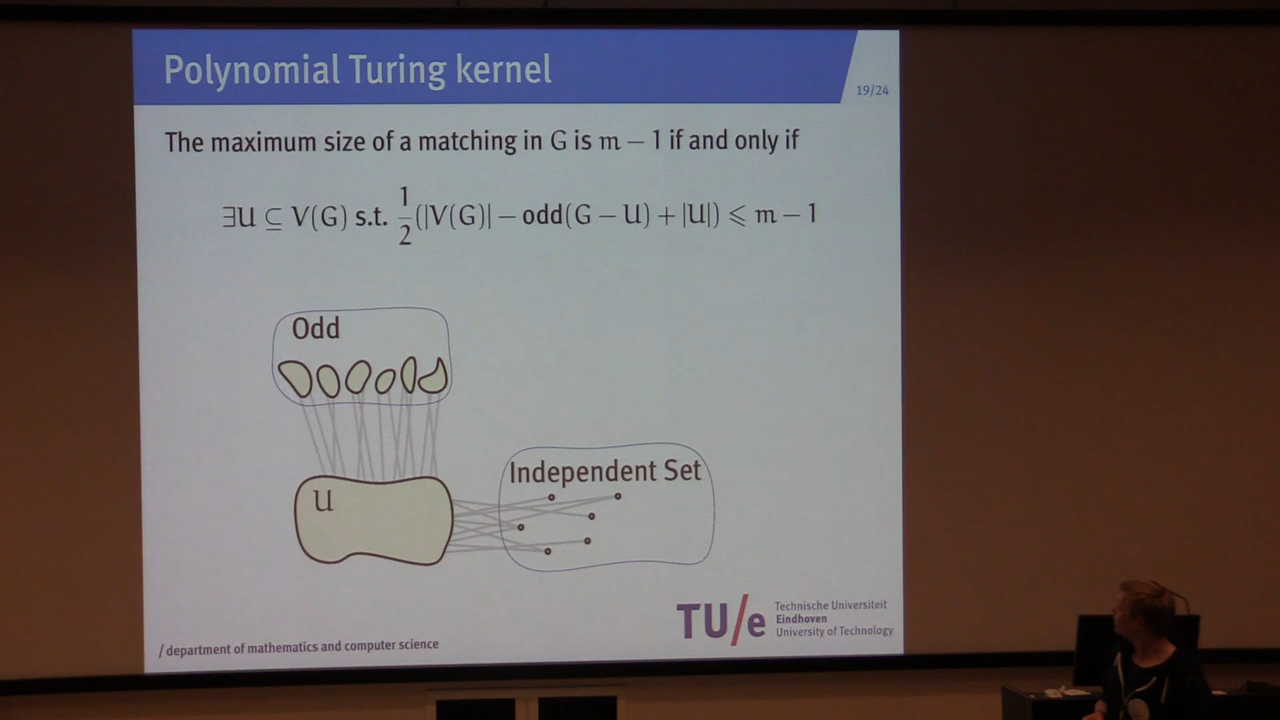 Polynomial Turing kernel
19/24
The maximum size of a matching in G is m − 1 if and only if
∃U ⊆ V(G) s.t. 1/2(|V(G)| − odd(G − U) + |U|) ⩽ m − 1
Odd
U
Independent Set
/ department of mathematics and computer science
TU/e
Technische Universiteit
Eindhoven
University of Technology